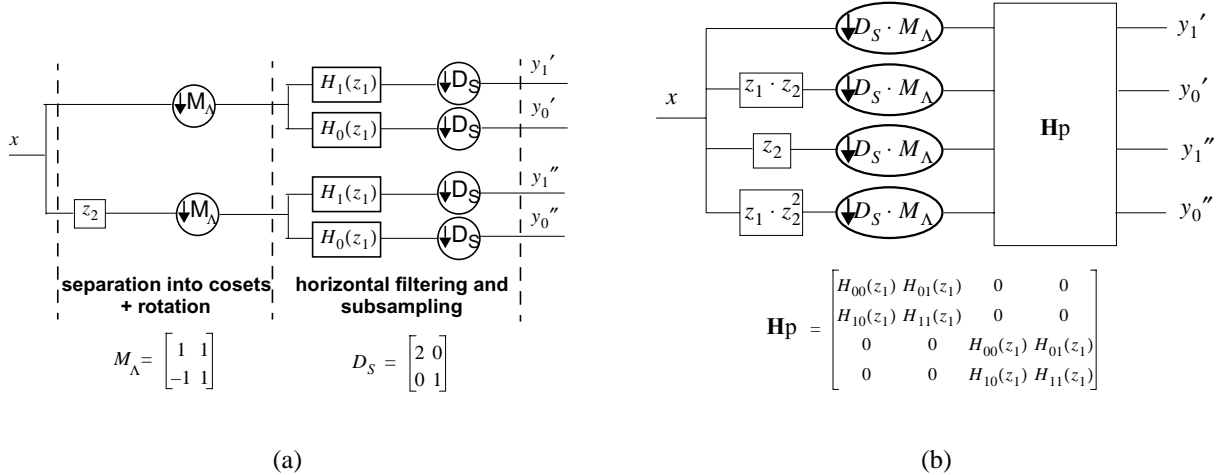 x
↓M_Λ
z_2
↓M_Λ
H_1(z_1)
↓D_S
y_1′
H_0(z_1)
↓D_S
y_0′
H_1(z_1)
↓D_S
y_1″
H_0(z_1)
↓D_S
y_0″
separation into cosets
+ rotation
horizontal filtering and
subsampling
M_Λ = [1 1
–1 1]
D_S = [2 0
0 1]
(a)
x
↓D_S · M_Λ
z_1 · z_2
↓D_S · M_Λ
z_2
↓D_S · M_Λ
z_1 · z_2^2
↓D_S · M_Λ
Hp
y_1′
y_0′
y_1″
y_0″
Hp = [H_00(z_1) H_01(z_1) 0 0
H_10(z_1) H_11(z_1) 0 0
0 0 H_00(z_1) H_01(z_1)
0 0 H_10(z_1) H_11(z_1)]
(b)